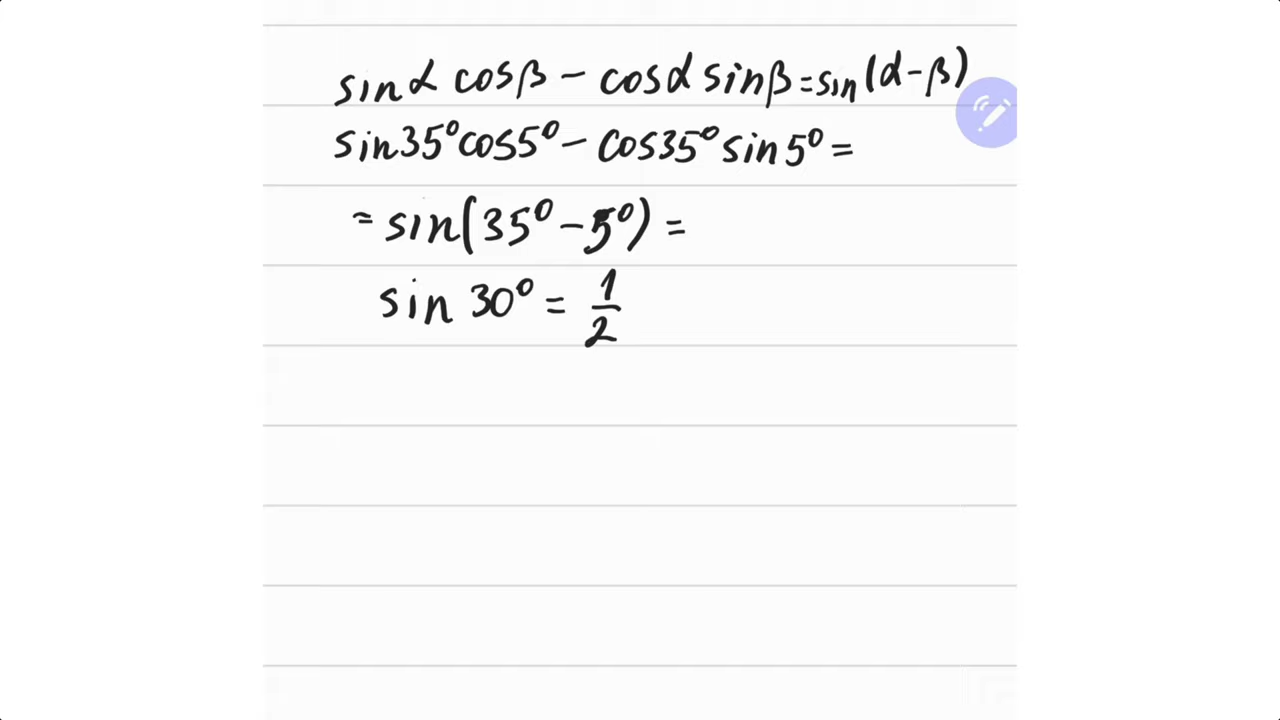 sinα cosβ − cosα sinβ = sin(α−β)
sin35° cos5° − cos35° sin5° =
= sin(35° − 5°) =
sin 30° = 1/2